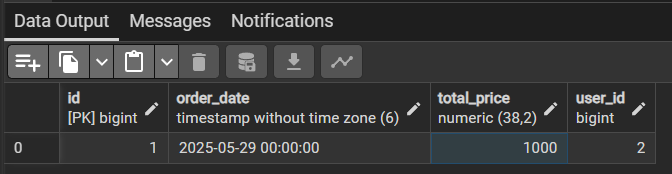 Data Output Messages Notifications
id order_date total_price user_id
[PK] bigint timestamp without time zone (6) numeric (38,2) bigint
0 1 2025-05-29 00:00:00 1000 2